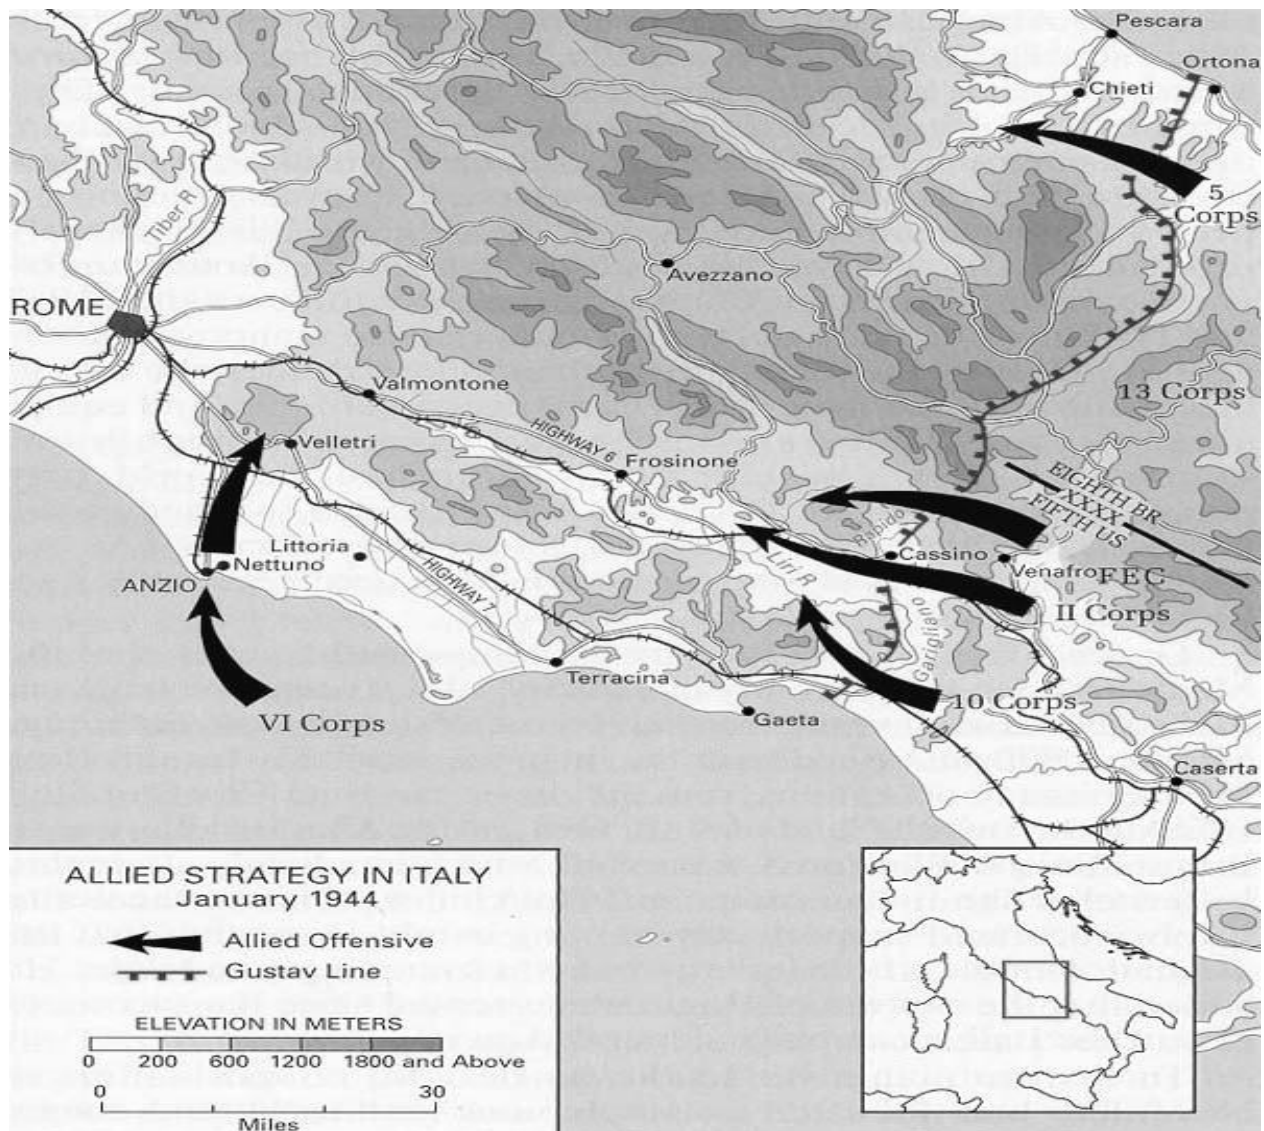 Pescara
Ortona
Chieti
5
Corps
Tiber R
Avezzano
ROME
Valmontone
13 Corps
HIGHWAY 6
Velletri
Frosinone
EIGHTH BR
XXXX
FIFTH US
Rapido
Littoria
Cassino
Nettuno
Liri R
Venafro
FEC
ANZIO
HIGHWAY 7
II Corps
Garigliano
Terracina
10 Corps
VI Corps
Gaeta
Caserta
ALLIED STRATEGY IN ITALY
January 1944
Allied Offensive
Gustav Line
ELEVATION IN METERS
0 200 600 1200 1800 and Above
0 30
Miles